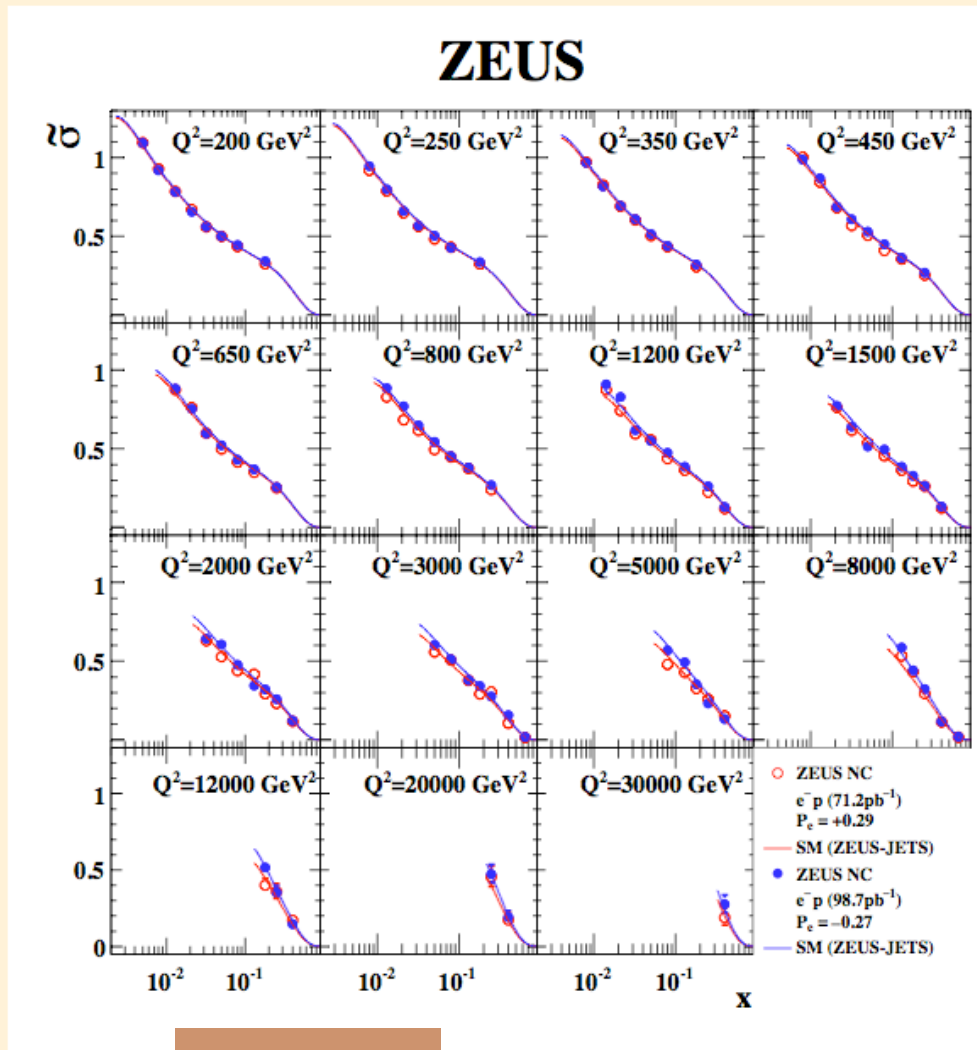 ZEUS
σ̃
Q²=200 GeV²
Q²=250 GeV²
Q²=350 GeV²
Q²=450 GeV²
1
0.5
Q²=650 GeV²
Q²=800 GeV²
Q²=1200 GeV²
Q²=1500 GeV²
1
0.5
Q²=2000 GeV²
Q²=3000 GeV²
Q²=5000 GeV²
Q²=8000 GeV²
1
0.5
Q²=12000 GeV²
Q²=20000 GeV²
Q²=30000 GeV²
1
0.5
0
ZEUS NC
e⁻p (71.2pb⁻¹)
Pₑ = +0.29
SM (ZEUS-JETS)
ZEUS NC
e⁻p (98.7pb⁻¹)
Pₑ = −0.27
SM (ZEUS-JETS)
10⁻² 10⁻¹ 10⁻² 10⁻¹ 10⁻² 10⁻¹
x